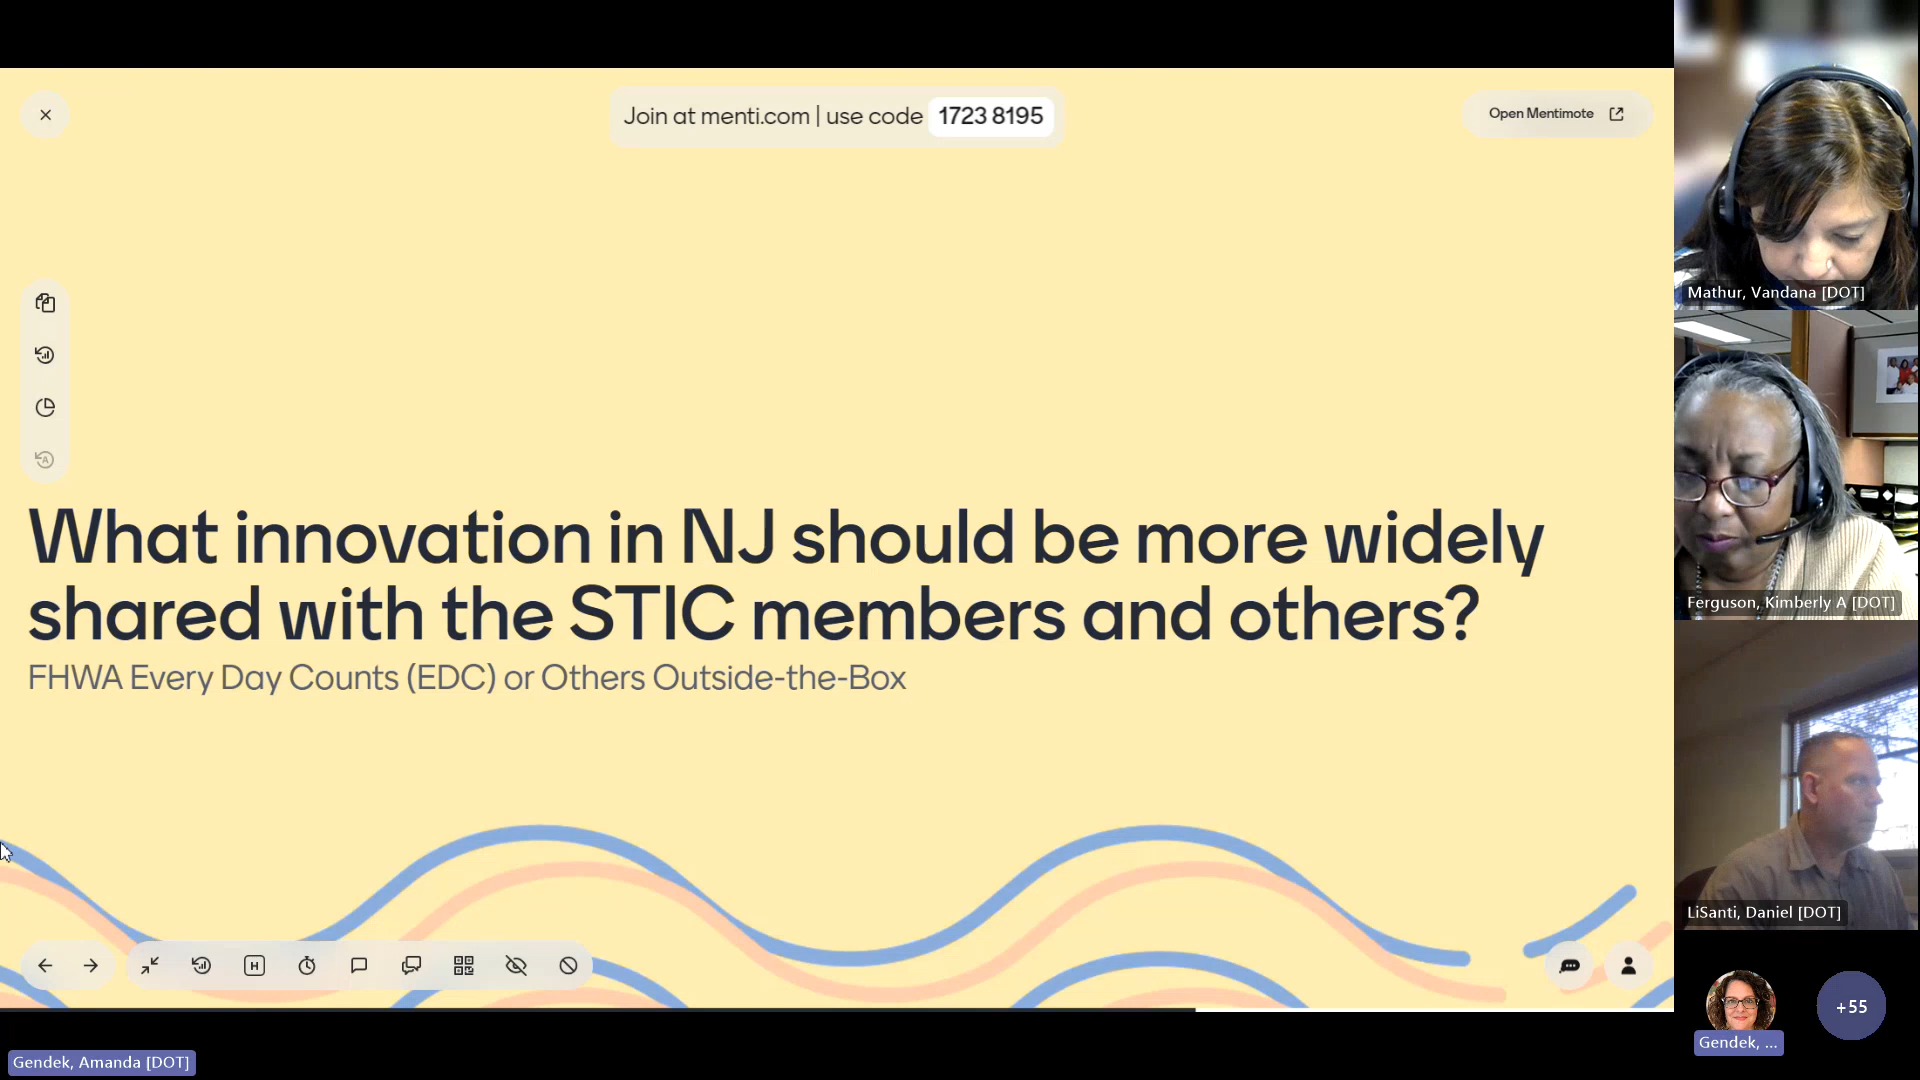 Join at menti.com | use code 1723 8195
Open Mentimote
What innovation in NJ should be more widely
shared with the STIC members and others?
FHWA Every Day Counts (EDC) or Others Outside-the-Box
Mathur, Vandana [DOT]
Ferguson, Kimberly A [DOT]
LiSanti, Daniel [DOT]
Gendek, ...
+55
Gendek, Amanda [DOT]